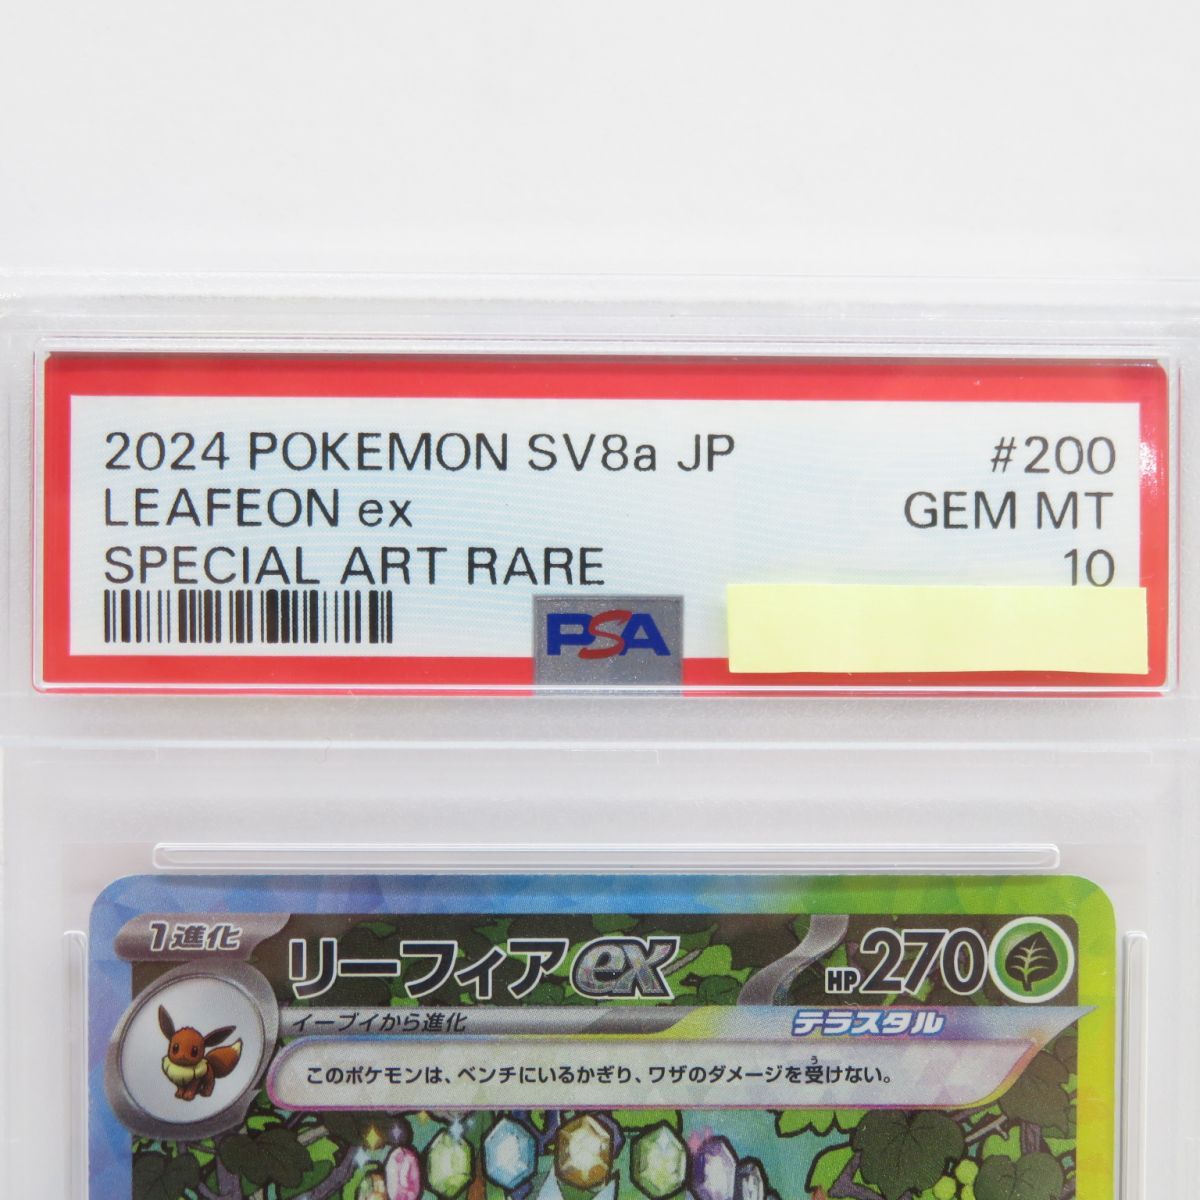 2024 POKEMON SV8a JP #200
LEAFEON ex GEM MT
SPECIAL ART RARE 10
PSA
1進化
リーフィアex HP270
イーブイから進化 テラスタル
このポケモンは、ベンチにいるかぎり、ワザのダメージを受けない。